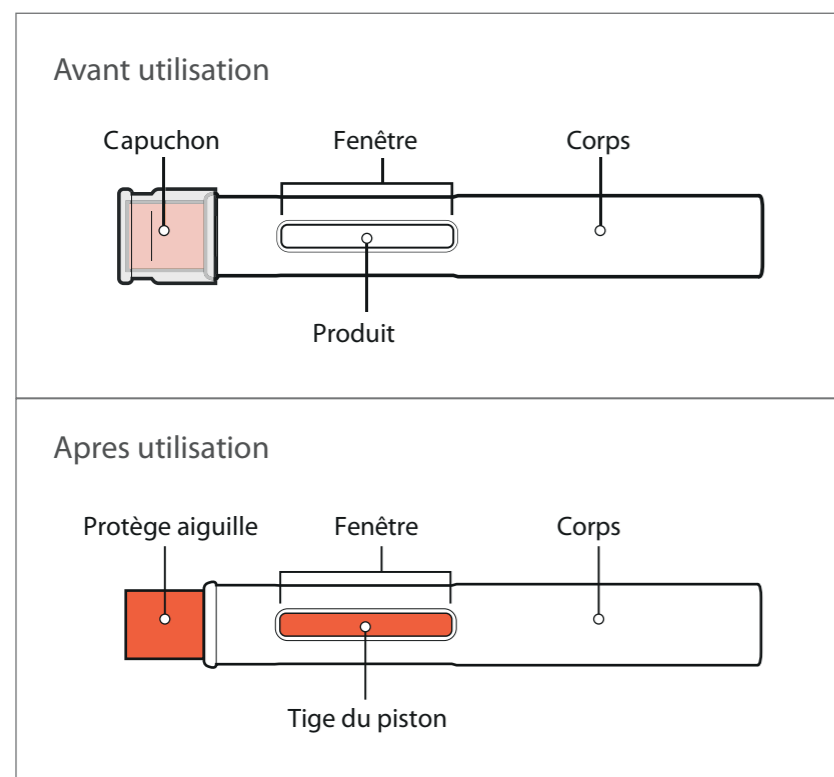 Avant utilisation
Capuchon Fenêtre Corps
Produit
Apres utilisation
Protège aiguille Fenêtre Corps
Tige du piston